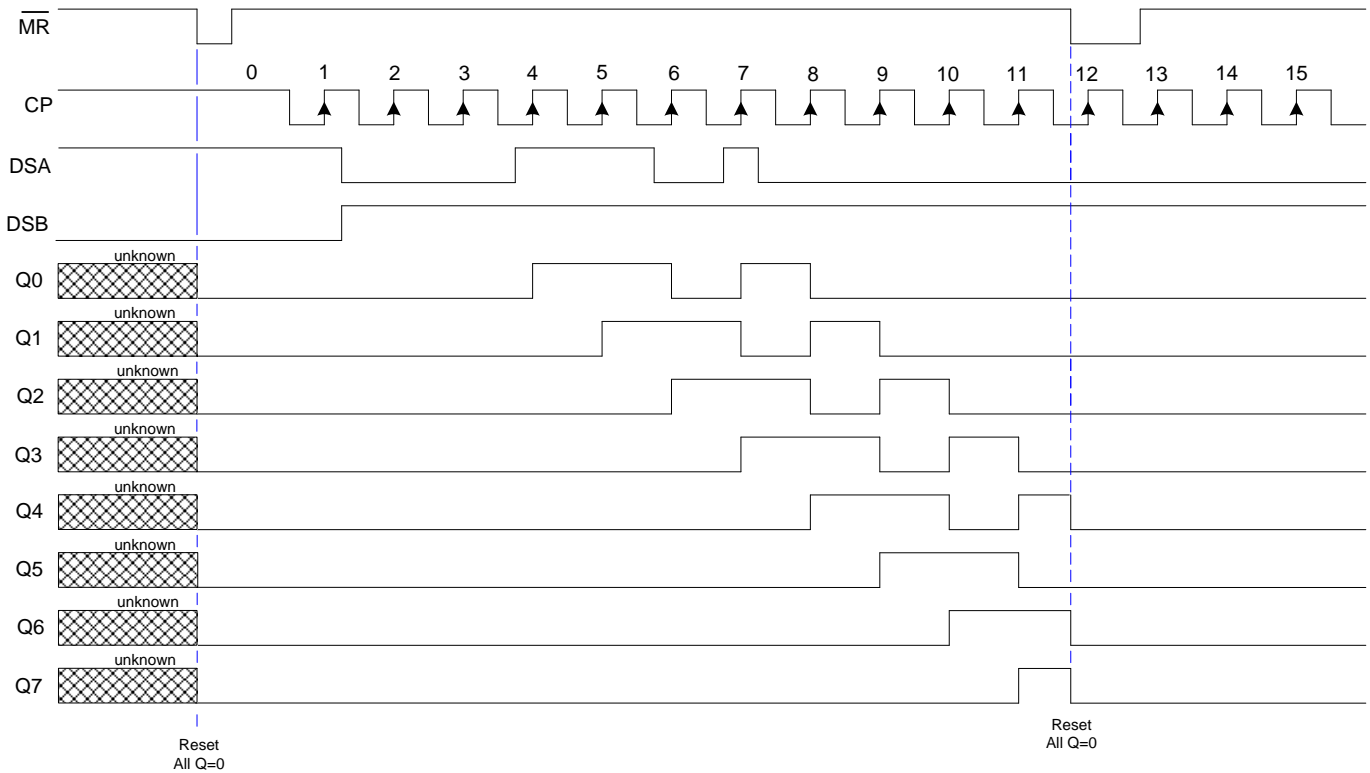 MR
0 1 2 3 4 5 6 7 8 9 10 11 12 13 14 15
CP
DSA
DSB
unknown
Q0
unknown
Q1
unknown
Q2
unknown
Q3
unknown
Q4
unknown
Q5
unknown
Q6
unknown
Q7
Reset
All Q=0
Reset
All Q=0